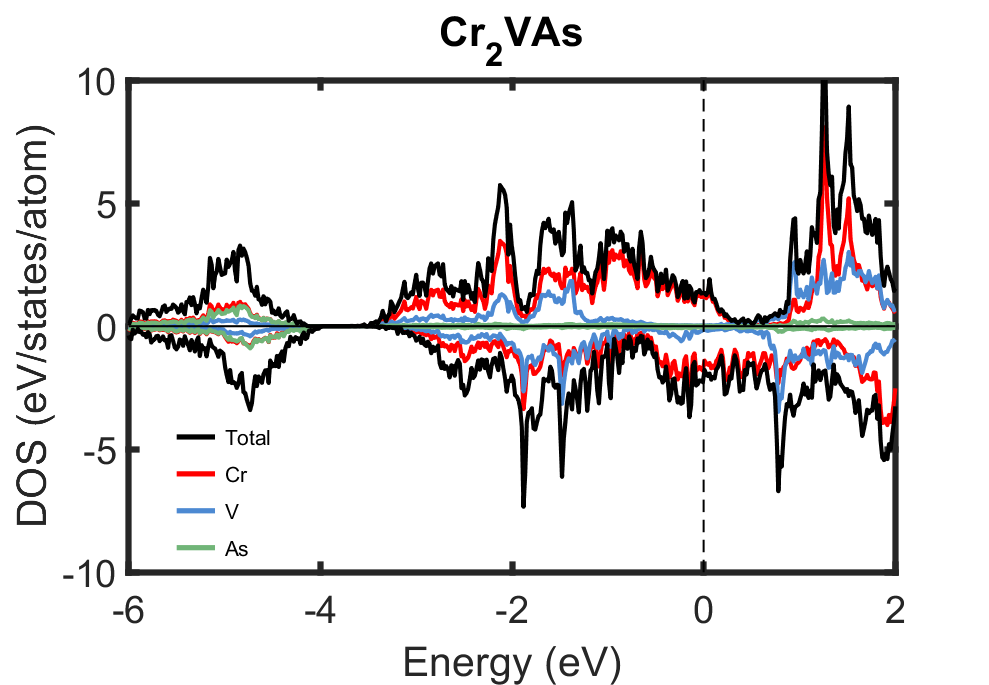 Cr₂VAs
10
5
0
-5
-10
DOS (eV/states/atom)
Total
Cr
V
As
-6 -4 -2 0 2
Energy (eV)